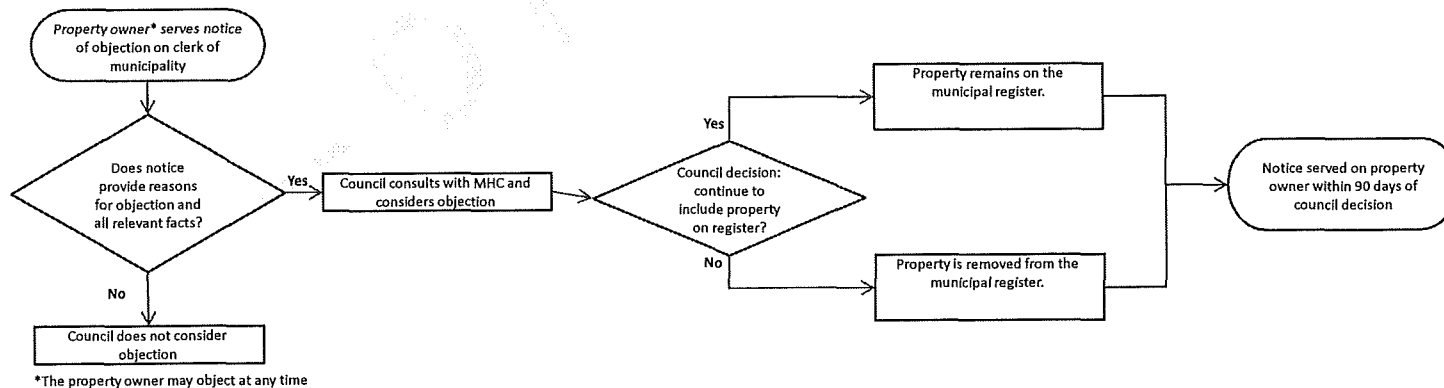 Property owner* serves notice
of objection on clerk of
municipality
Does notice
provide reasons
for objection and
all relevant facts?
Yes
Council consults with MHC and
considers objection
No
Council does not consider
objection
*The property owner may object at any time
Council decision:
continue to
include property
on register?
Yes
Property remains on the
municipal register.
No
Property is removed from the
municipal register.
Notice served on property
owner within 90 days of
council decision